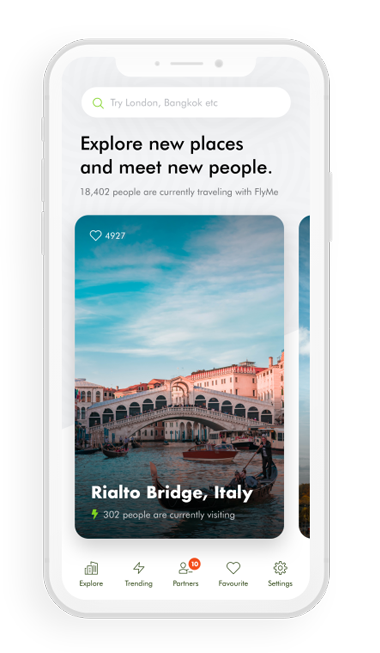 Try London, Bangkok etc
Explore new places
and meet new people.
18,402 people are currently traveling with FlyMe
4927
Rialto Bridge, Italy
302 people are currently visiting
10
Explore
Trending
Partners
Favourite
Settings